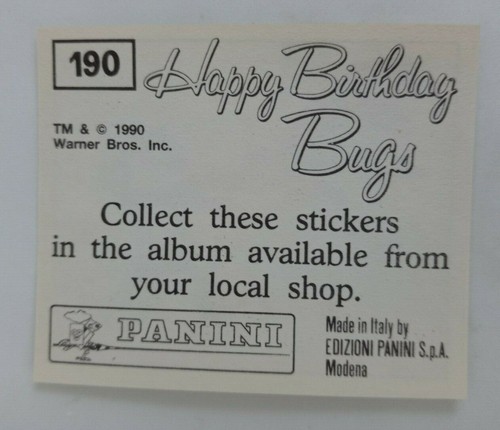 190
Happy Birthday
Bugs
TM & © 1990
Warner Bros. Inc.
Collect these stickers
in the album available from
your local shop.
PANINI
Made in Italy by
EDIZIONI PANINI S.p.A.
Modena